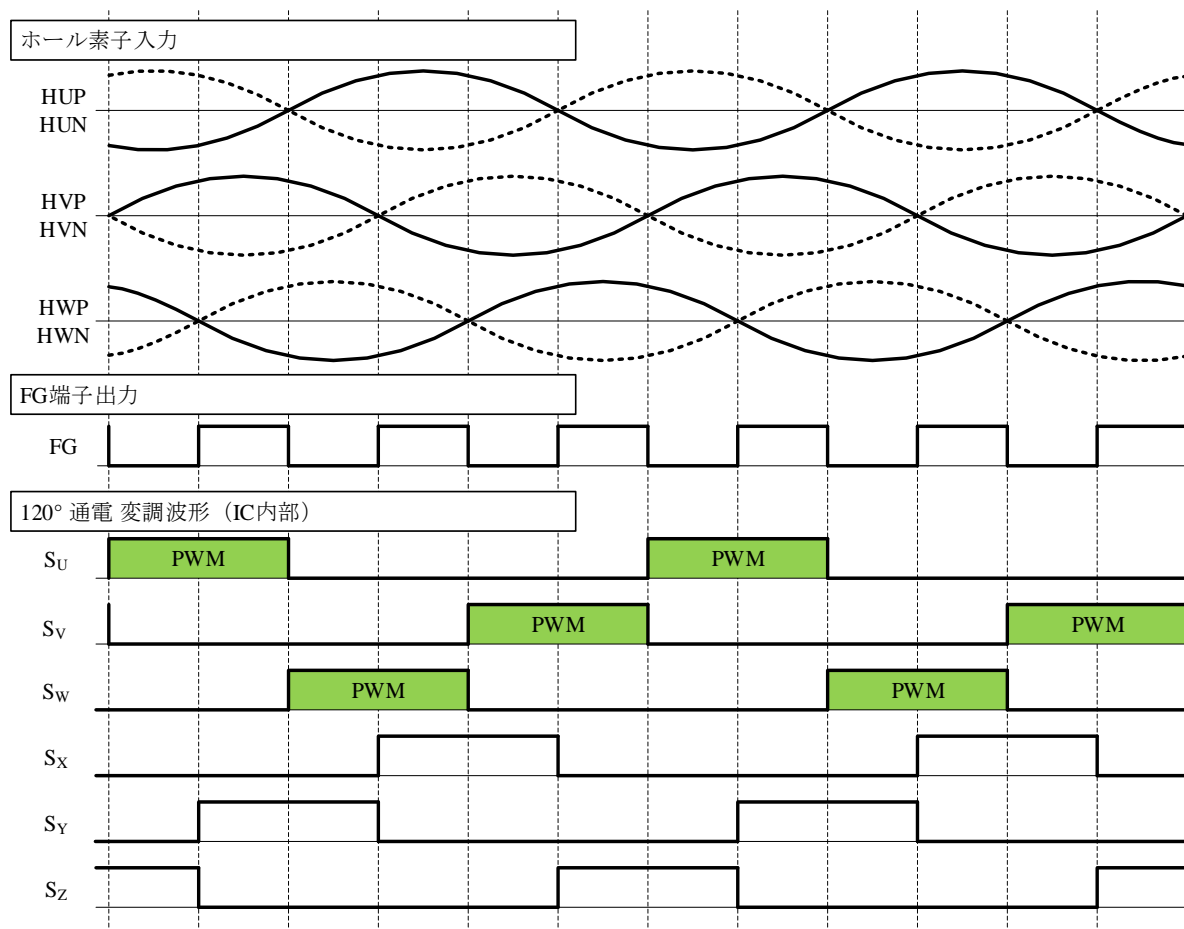 ホール素子入力
HUP
HUN
HVP
HVN
HWP
HWN
FG端子出力
FG
120° 通電 変調波形（IC内部）
SU PWM PWM
SV PWM PWM
SW PWM PWM
SX
SY
SZ